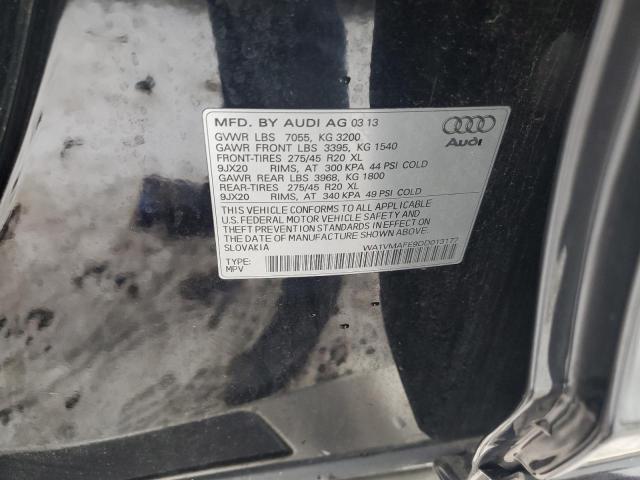 MFD. BY AUDI AG 03 13
GVWR LBS 7055, KG 3200
GAWR FRONT LBS 3395, KG 1540
FRONT-TIRES 275/45 R20 XL
9JX20 RIMS, AT 300 KPA 44 PSI COLD
GAWR REAR LBS 3968, KG 1800
REAR-TIRES 275/45 R20 XL
9JX20 RIMS, AT 340 KPA 49 PSI COLD
THIS VEHICLE CONFORMS TO ALL APPLICABLE
U.S. FEDERAL MOTOR VEHICLE SAFETY AND
THEFT PREVENTION STANDARDS IN EFFECT ON
THE DATE OF MANUFACTURE SHOWN ABOVE.
SLOVAKIA WA1VMAFE9DD013177
TYPE:
MPV
Audi